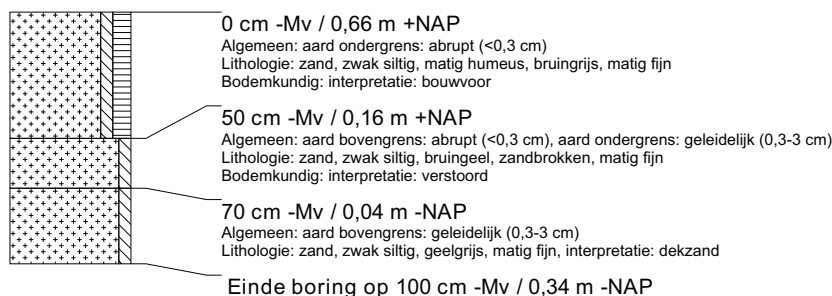 0 cm -Mv / 0,66 m +NAP
Algemeen: aard ondergrens: abrupt (<0,3 cm)
Lithologie: zand, zwak siltig, matig humeus, bruingrijs, matig fijn
Bodemkundig: interpretatie: bouwvoor
50 cm -Mv / 0,16 m +NAP
Algemeen: aard bovengrens: abrupt (<0,3 cm), aard ondergrens: geleidelijk (0,3-3 cm)
Lithologie: zand, zwak siltig, bruingeel, zandbrokken, matig fijn
Bodemkundig: interpretatie: verstoord
70 cm -Mv / 0,04 m -NAP
Algemeen: aard bovengrens: geleidelijk (0,3-3 cm)
Lithologie: zand, zwak siltig, geelgrijs, matig fijn, interpretatie: dekzand
Einde boring op 100 cm -Mv / 0,34 m -NAP